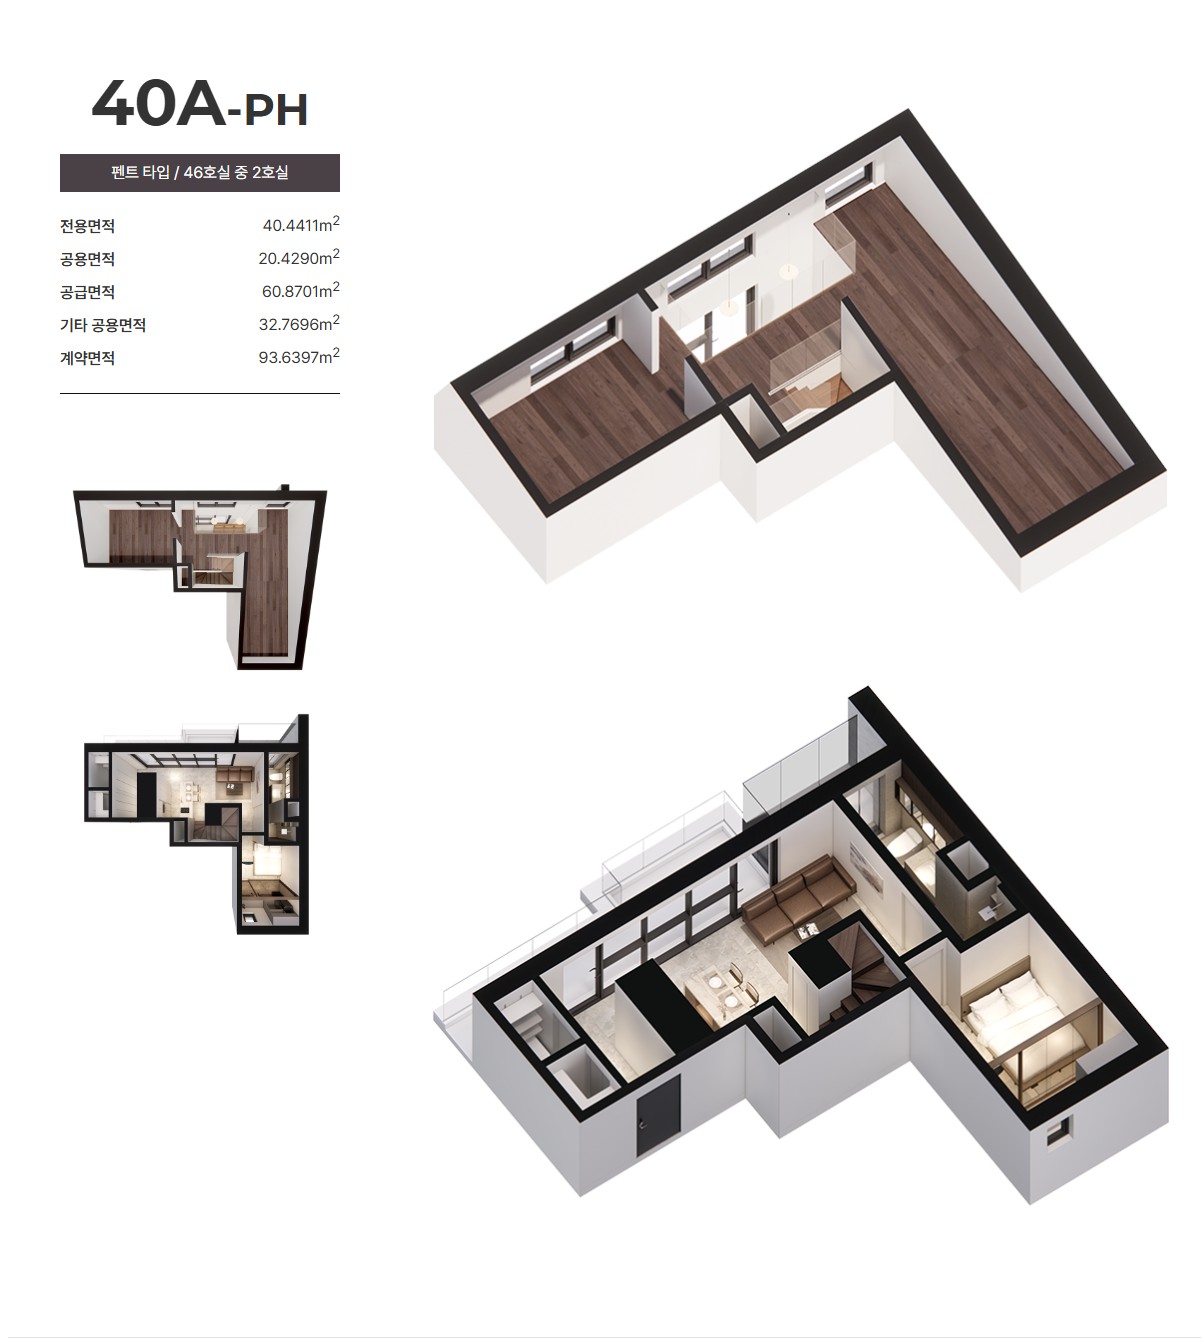 40A-PH
펜트 타입 / 46호실 중 2호실
전용면적 40.4411m²
공용면적 20.4290m²
공급면적 60.8701m²
기타 공용면적 32.7696m²
계약면적 93.6397m²